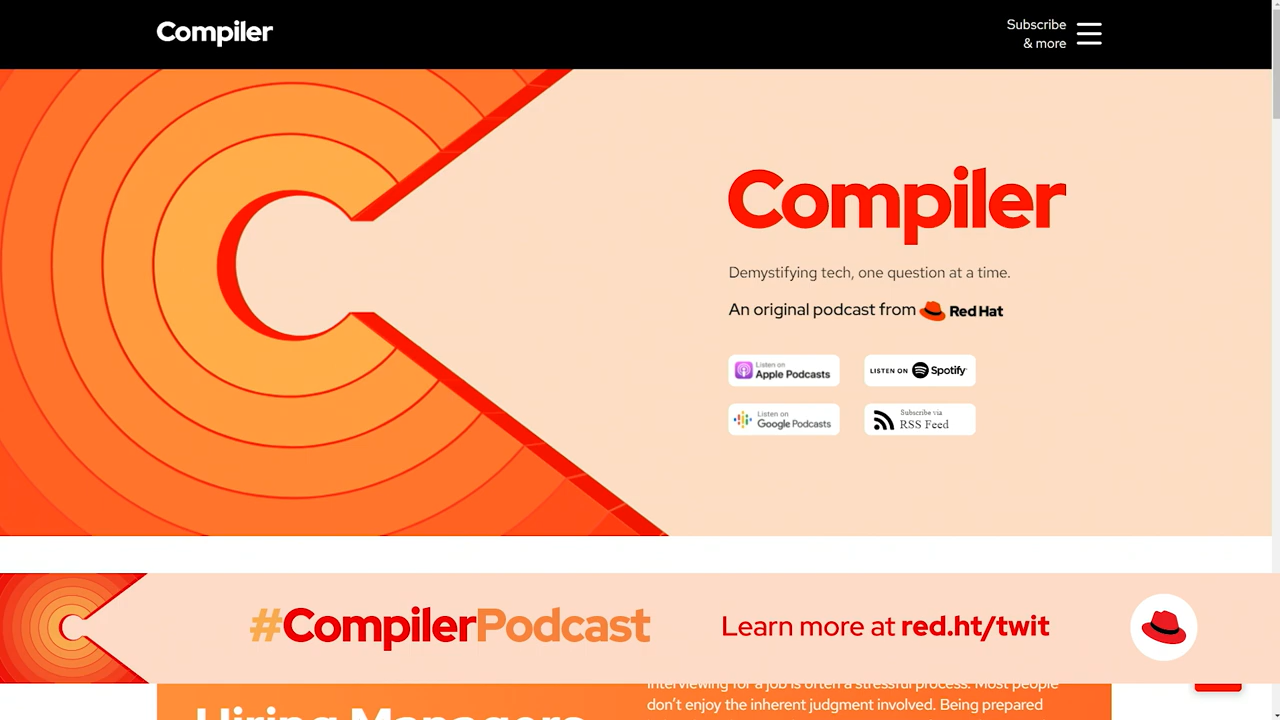 Compiler
Subscribe
& more
Compiler
Demystifying tech, one question at a time.
An original podcast from Red Hat
Listen on
Apple Podcasts
LISTEN ON Spotify
Listen on
Google Podcasts
Subscribe via
RSS Feed
#CompilerPodcast
Learn more at red.ht/twit
Interviewing for a job is often a stressful process. Most people
don't enjoy the inherent judgment involved. Being prepared
Hiring Managers